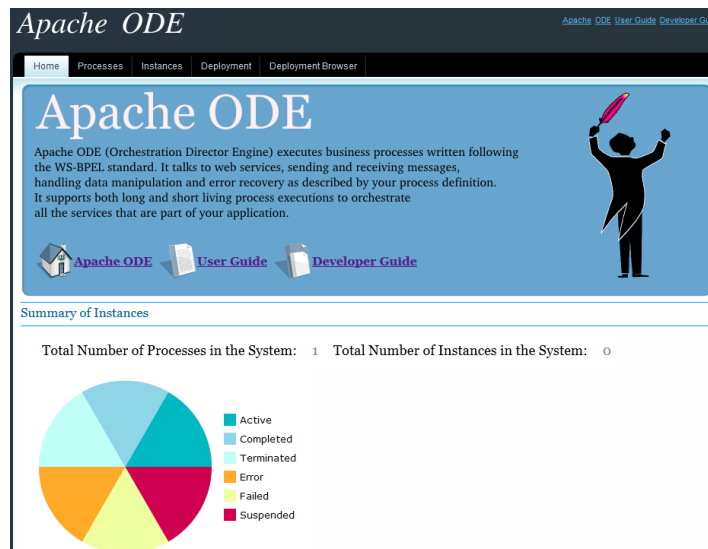 Apache ODE
Apache ODE User Guide Developer
Home Processes Instances Deployment Deployment Browser
Apache ODE
Apache ODE (Orchestration Director Engine) executes business processes written following
the WS-BPEL standard. It talks to web services, sending and receiving messages,
handling data manipulation and error recovery as described by your process definition.
It supports both long and short living process executions to orchestrate
all the services that are part of your application.
Apache ODE User Guide Developer Guide
Summary of Instances
Total Number of Processes in the System: 1 Total Number of Instances in the System: 0
Active
Completed
Terminated
Error
Failed
Suspended